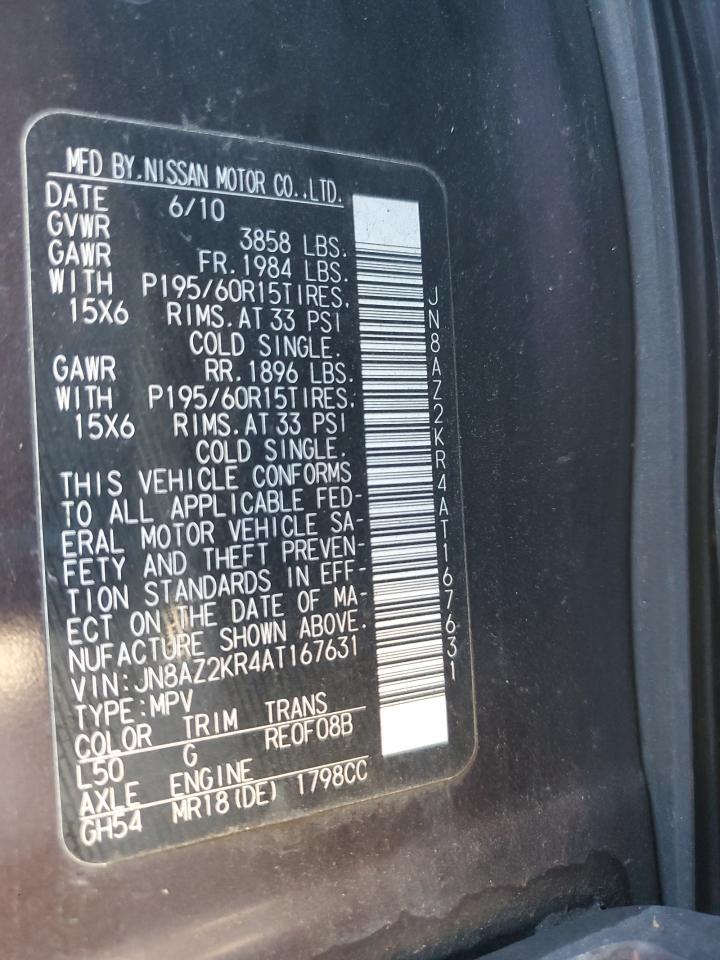 MFD BY.NISSAN MOTOR CO.,LTD.
DATE 6/10
GVWR 3858 LBS.
GAWR FR.1984 LBS.
WITH P195/60R15TIRES,
15X6 RIMS.AT 33 PSI
COLD SINGLE.
GAWR RR.1896 LBS.
WITH P195/60R15TIRES,
15X6 RIMS.AT 33 PSI
COLD SINGLE.
THIS VEHICLE CONFORMS
TO ALL APPLICABLE FED-
ERAL MOTOR VEHICLE SA-
FETY AND THEFT PREVEN-
TION STANDARDS IN EFF-
ECT ON THE DATE OF MA-
NUFACTURE SHOWN ABOVE.
VIN:JN8AZ2KR4AT167631
TYPE:MPV
COLOR TRIM TRANS
L50 G RE0F08B
AXLE ENGINE
GH54 MR18(DE) 1798CC
JN8AZ2KR4AT167631